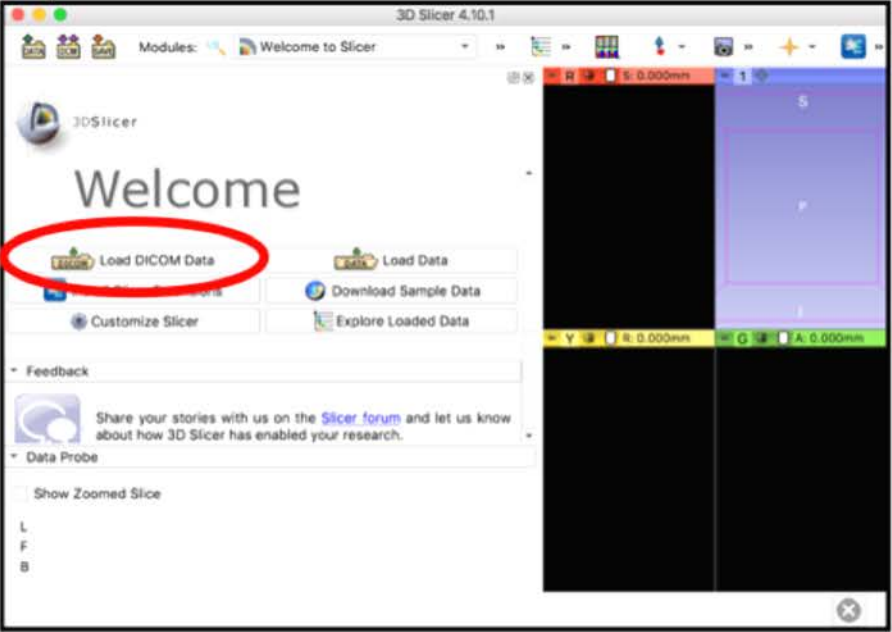 3D Slicer 4.10.1
DATA DCM SAVE Modules: Welcome to Slicer
R S: 0.000mm 1
3DSlicer
S
Welcome
P
DICOM Load DICOM Data DATA Load Data
Download Sample Data
Customize Slicer Explore Loaded Data
I
Y R: 0.000mm G A: 0.000mm
Feedback
Share your stories with us on the Slicer forum and let us know
about how 3D Slicer has enabled your research.
Data Probe
Show Zoomed Slice
L
F
B